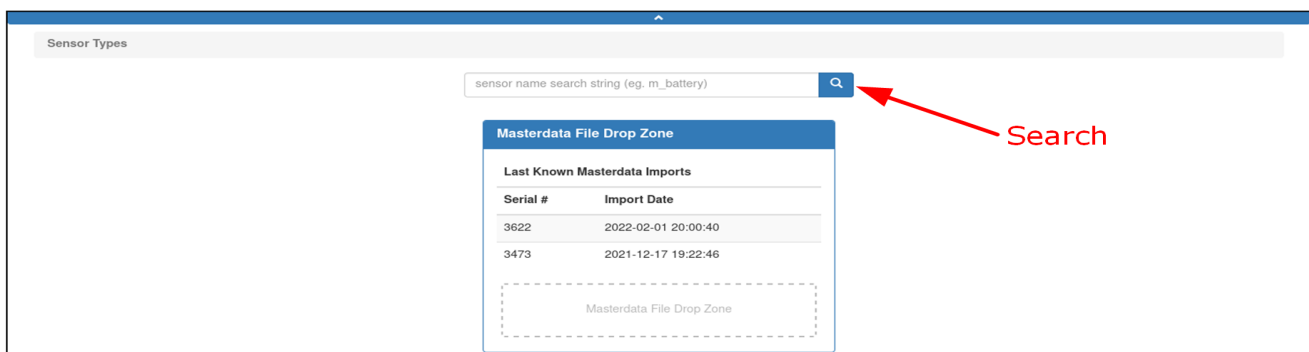 Sensor Types
sensor name search string (eg. m_battery)
Search
Masterdata File Drop Zone
Last Known Masterdata Imports
Serial # Import Date
3622 2022-02-01 20:00:40
3473 2021-12-17 19:22:46
Masterdata File Drop Zone